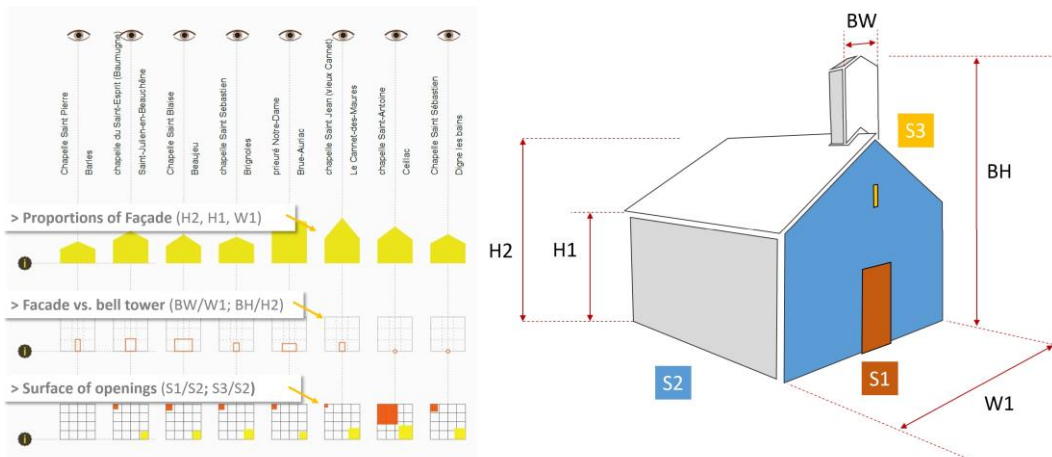 Chapelle Saint Pierre
Barles
chapelle du Saint-Esprit (Baumugne)
Saint-Julien-en-Beauchêne
Chapelle Saint Blaise
Beaujeu
chapelle Saint Sebastien
Brignoles
prieuré Notre-Dame
Brue-Auriac
chapelle Saint Jean (vieux Cannet)
Le Cannet-des-Maures
chapelle Saint-Antoine
Ceillac
chapelle Saint Sébastien
Digne les bains
> Proportions of Façade (H2, H1, W1)
i
> Facade vs. bell tower (BW/W1; BH/H2)
i
> Surface of openings (S1/S2; S3/S2)
i
BW
S3
BH
H2
H1
S2
S1
W1